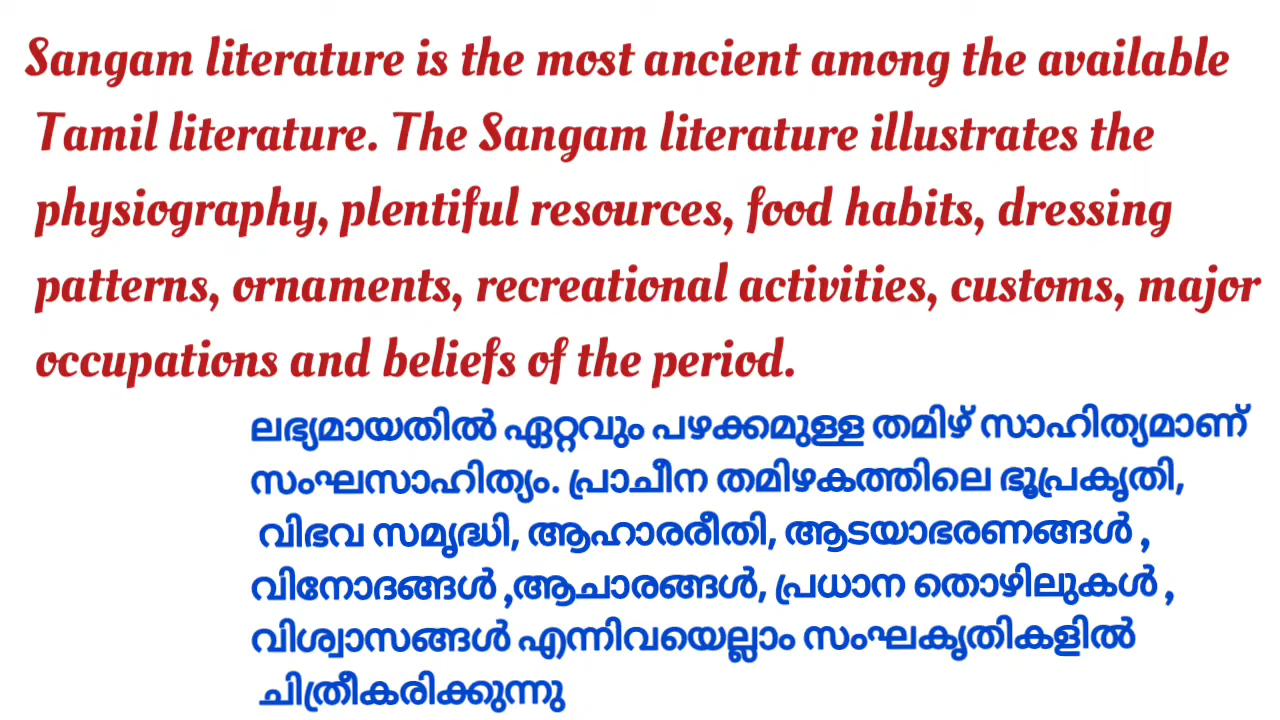 Sangam literature is the most ancient among the available
Tamil literature. The Sangam literature illustrates the
physiography, plentiful resources, food habits, dressing
patterns, ornaments, recreational activities, customs, major
occupations and beliefs of the period.
ലഭ്യമായതിൽ ഏറ്റവും പഴക്കമുള്ള തമിഴ് സാഹിത്യമാണ്
സംഘസാഹിത്യം. പ്രാചീന തമിഴകത്തിലെ ഭൂപ്രകൃതി,
വിഭവ സമൃദ്ധി, ആഹാരരീതി, ആടയാഭരണങ്ങൾ ,
വിനോദങ്ങൾ ,ആചാരങ്ങൾ, പ്രധാന തൊഴിലുകൾ ,
വിശ്വാസങ്ങൾ എന്നിവയെല്ലാം സംഘകൃതികളിൽ
ചിത്രീകരിക്കുന്നു